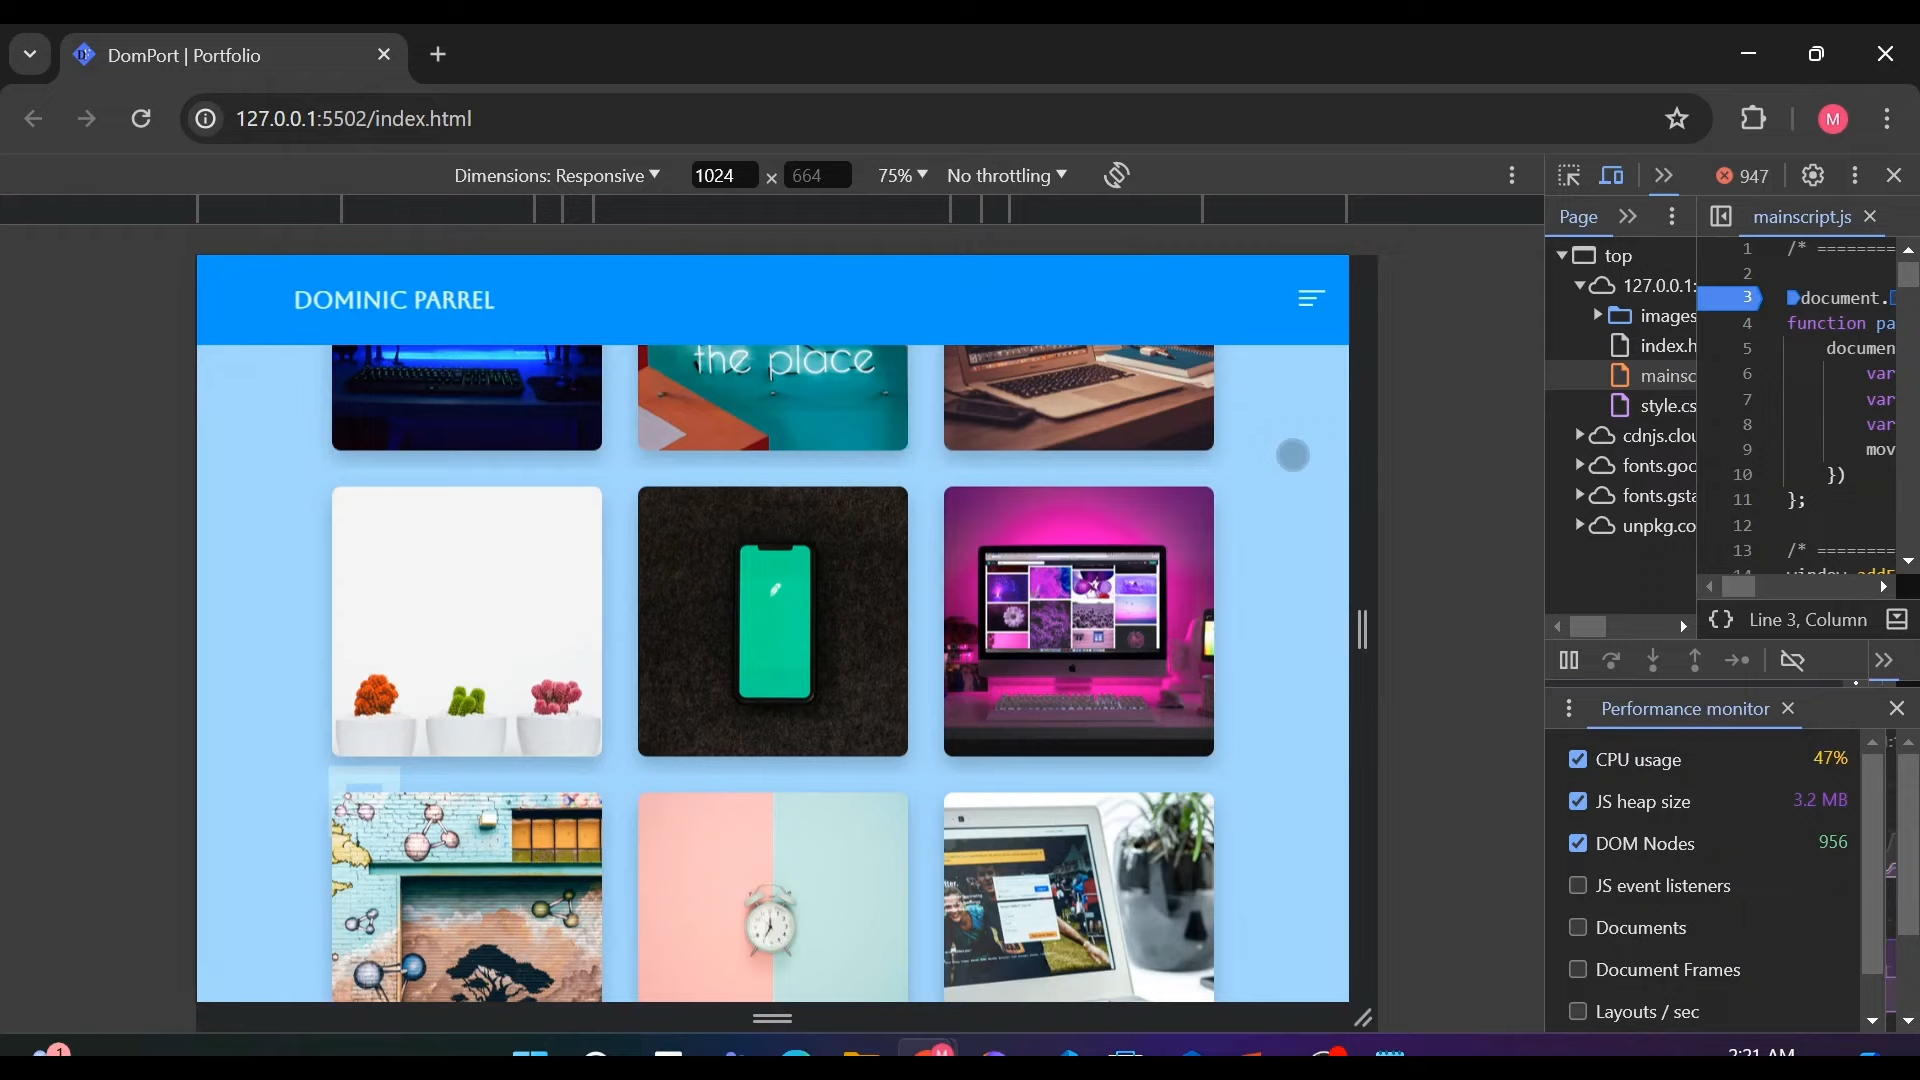 DomPort | Portfolio
127.0.0.1:5502/index.html
M
Dimensions: Responsive
1024 × 664
75%
No throttling
947
Page
mainscript.js
DOMINIC PARREL
the place
top
127.0.0.1:
images
index.h
mainsc
style.cs
cdnjs.clou
fonts.goo
fonts.gsta
unpkg.co
1 /* =========
2
3 document.
4 function pa
5 documen
6 var
7 var
8 var
9 mov
10 })
11 };
12
13 /* =========
{} Line 3, Column
Performance monitor
CPU usage 47%
JS heap size 3.2 MB
DOM Nodes 956
JS event listeners
Documents
Document Frames
Layouts / sec
1
M
2:21 AM